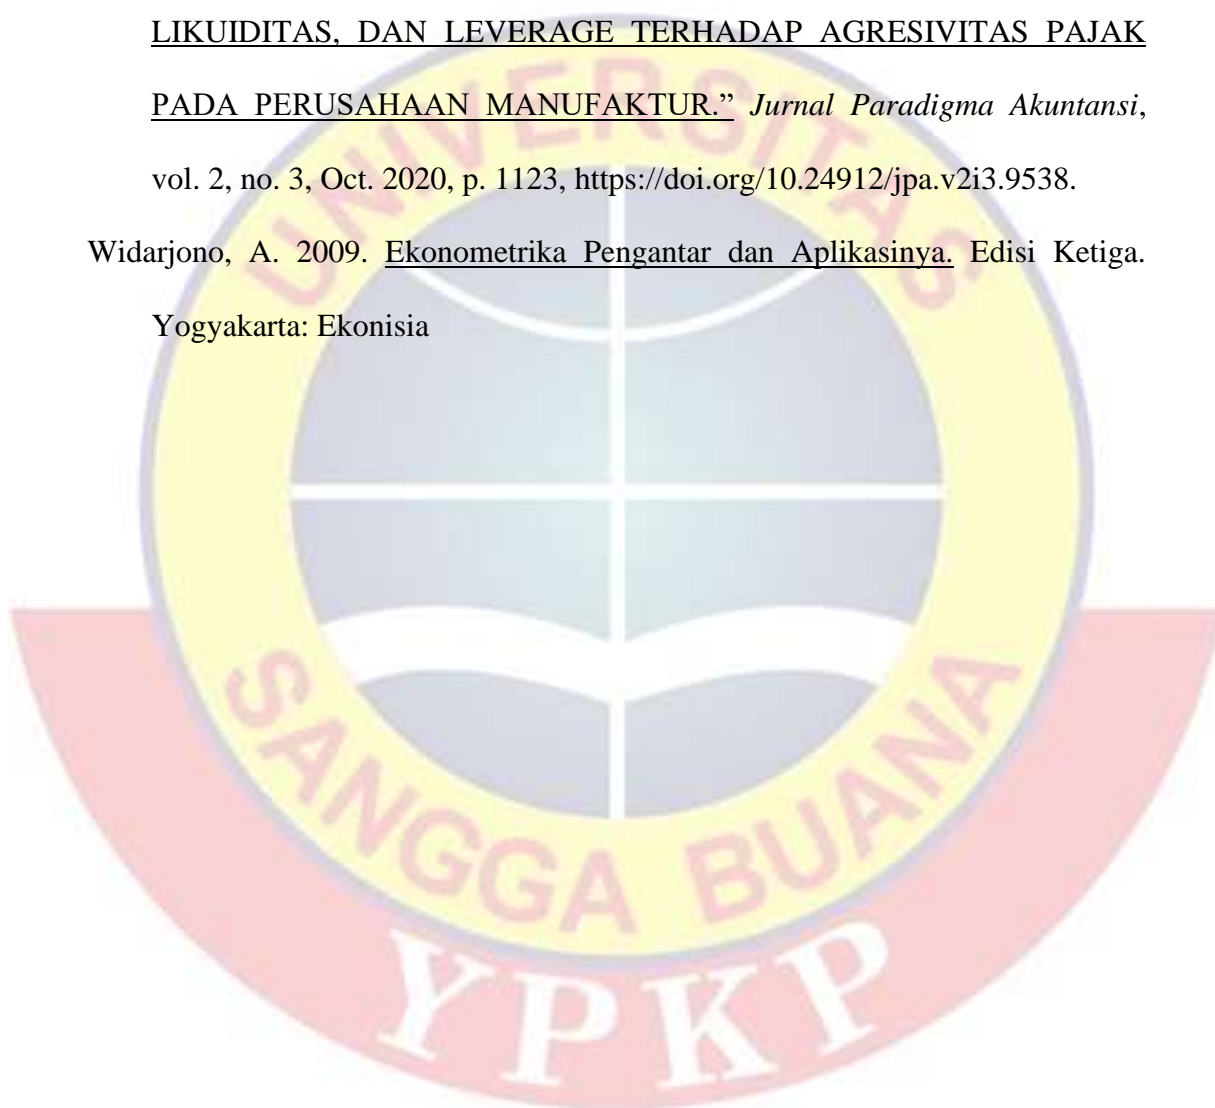 LIKUIDITAS, DAN LEVERAGE TERHADAP AGRESIVITAS PAJAK
PADA PERUSAHAAN MANUFAKTUR.” Jurnal Paradigma Akuntansi,
vol. 2, no. 3, Oct. 2020, p. 1123, https://doi.org/10.24912/jpa.v2i3.9538.
Widarjono, A. 2009. Ekonometrika Pengantar dan Aplikasinya. Edisi Ketiga.
Yogyakarta: Ekonisia
UNIVERSITAS
SANGGA BUANA
YPKP